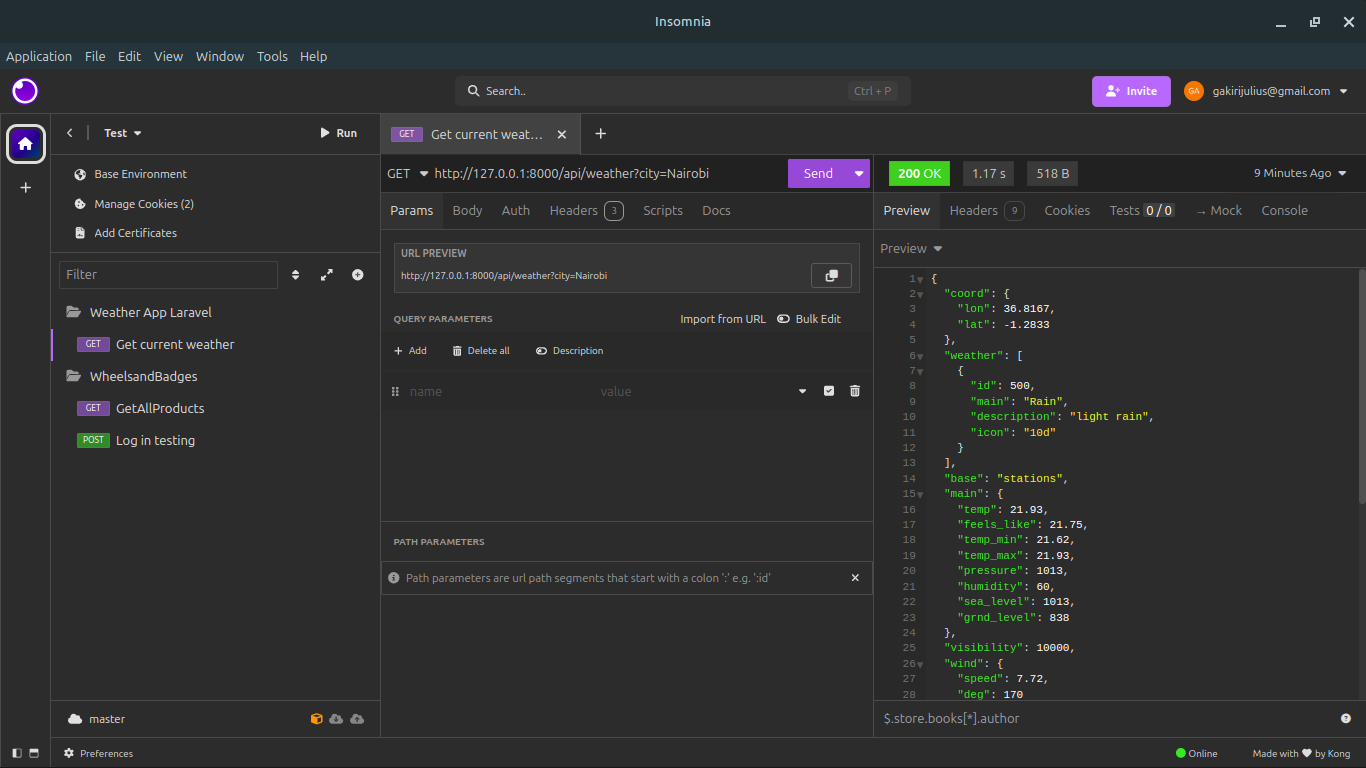 Insomnia
Application File Edit View Window Tools Help
Search.. Ctrl + P
Invite
GA gakirijulius@gmail.com
Test Run
Base Environment
Manage Cookies (2)
Add Certificates
Filter
Weather App Laravel
GET Get current weather
WheelsandBadges
GET GetAllProducts
POST Log in testing
master
GET Get current weat...
GET http://127.0.0.1:8000/api/weather?city=Nairobi Send
Params Body Auth Headers 3 Scripts Docs
URL PREVIEW
http://127.0.0.1:8000/api/weather?city=Nairobi
QUERY PARAMETERS Import from URL Bulk Edit
Add Delete all Description
name value
PATH PARAMETERS
Path parameters are url path segments that start with a colon ':' e.g. ':id'
200 OK 1.17 s 518 B 9 Minutes Ago
Preview Headers 9 Cookies Tests 0 / 0 → Mock Console
Preview
1 {
2 "coord": {
3 "lon": 36.8167,
4 "lat": -1.2833
5 },
6 "weather": [
7 {
8 "id": 500,
9 "main": "Rain",
10 "description": "light rain",
11 "icon": "10d"
12 }
13 ],
14 "base": "stations",
15 "main": {
16 "temp": 21.93,
17 "feels_like": 21.75,
18 "temp_min": 21.62,
19 "temp_max": 21.93,
20 "pressure": 1013,
21 "humidity": 60,
22 "sea_level": 1013,
23 "grnd_level": 838
24 },
25 "visibility": 10000,
26 "wind": {
27 "speed": 7.72,
28 "deg": 170
$.store.books[*].author
Preferences
Online Made with ♥ by Kong